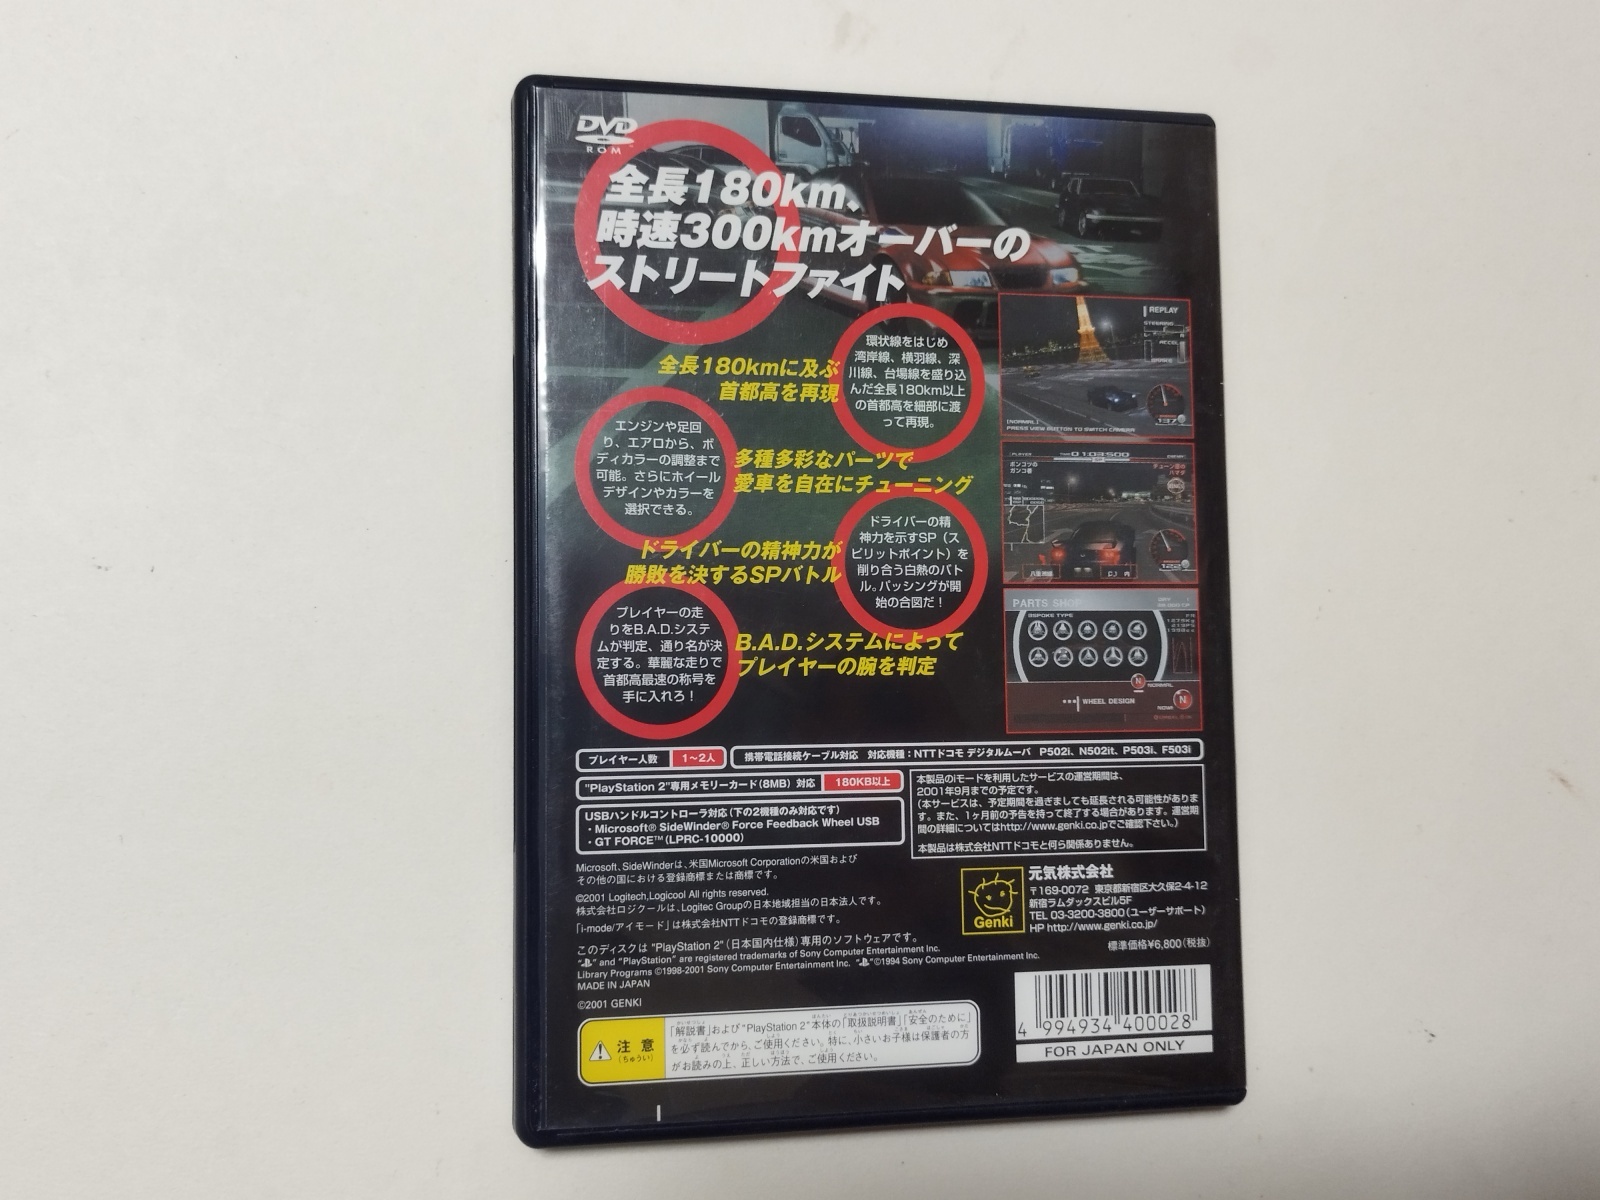 DVD
ROM
全長180km、
時速300kmオーバーの
ストリートファイト
全長180kmに及ぶ
首都高を再現
環状線をはじめ
湾岸線、横羽線、深
川線、台場線を盛り込
んだ全長180km以上
の首都高を細部に渡
って再現。
エンジンや足回
り、エアロから、ボ
ディカラーの調整まで
可能。さらにホイール
デザインやカラーを
選択できる。
多種多彩なパーツで
愛車を自在にチューニング
ドライバーの精神力が
勝敗を決するSPバトル
ドライバーの精
神力を示すSP（ス
ピリットポイント）を
削り合う白熱のバト
ル。パッシングが開
始の合図だ！
プレイヤーの走
りをB.A.D.システ
ムが判定、通り名が決
定する。華麗な走りで
首都高最速の称号を
手に入れろ！
B.A.D.システムによって
プレイヤーの腕を判定
REPLAY
STEERING
ACCEL
BRAKE
137
[NORMAL]
PRESS VIEW BUTTON TO SWITCH CAMERA
PLAYER
TIME 01:03:500
ポンコツの
ガンコ者
122
PARTS SHOP
BESPOKE TYPE
NORMAL
WHEEL DESIGN
プレイヤー人数 1〜2人
携帯電話接続ケーブル対応 対応機種：NTTドコモ デジタルムーバ P502i、N502it、P503i、F503i
"PlayStation 2"専用メモリーカード（8MB）対応 180KB以上
USBハンドルコントローラ対応（下の2機種のみ対応です）
・Microsoft® SideWinder® Force Feedback Wheel USB
・GT FORCE™（LPRC-10000）
本製品のiモードを利用したサービスの運営期間は、
2001年9月までの予定です。
（本サービスは、予定期間を過ぎましても延長される可能性がありま
す。また、1ヶ月前の予告を持って終了する場合があります。運営期
間の詳細についてはhttp://www.genki.co.jpでご確認下さい。）
本製品は株式会社NTTドコモと何ら関係ありません。
Microsoft、SideWinderは、米国Microsoft Corporationの米国および
その他の国における登録商標または商標です。
©2001 Logitech,Logicool All rights reserved.
株式会社ロジクールは、Logitec Groupの日本地域担当の日本法人です。
「i-mode/アイモード」は株式会社NTTドコモの登録商標です。
このディスクは "PlayStation 2"（日本国内仕様）専用のソフトウェアです。
" " and "PlayStation" are registered trademarks of Sony Computer Entertainment Inc.
Library Programs ©1998-2001 Sony Computer Entertainment Inc. " "©1994 Sony Computer Entertainment Inc.
MADE IN JAPAN
©2001 GENKI
Genki
元気株式会社
〒169-0072 東京都新宿区大久保2-4-12
新宿ラムダックスビル5F
TEL 03-3200-3800（ユーザーサポート）
HP http://www.genki.co.jp/
標準価格¥6,800（税抜）
4 994934 400028
FOR JAPAN ONLY
注意
（ちゅうい）
「解説書」および"PlayStation 2"本体の「取扱説明書」「安全のために」
を必ず読んでから、ご使用ください。特に、小さいお子様は保護者の方
がお読みの上、正しい方法で、ご使用ください。